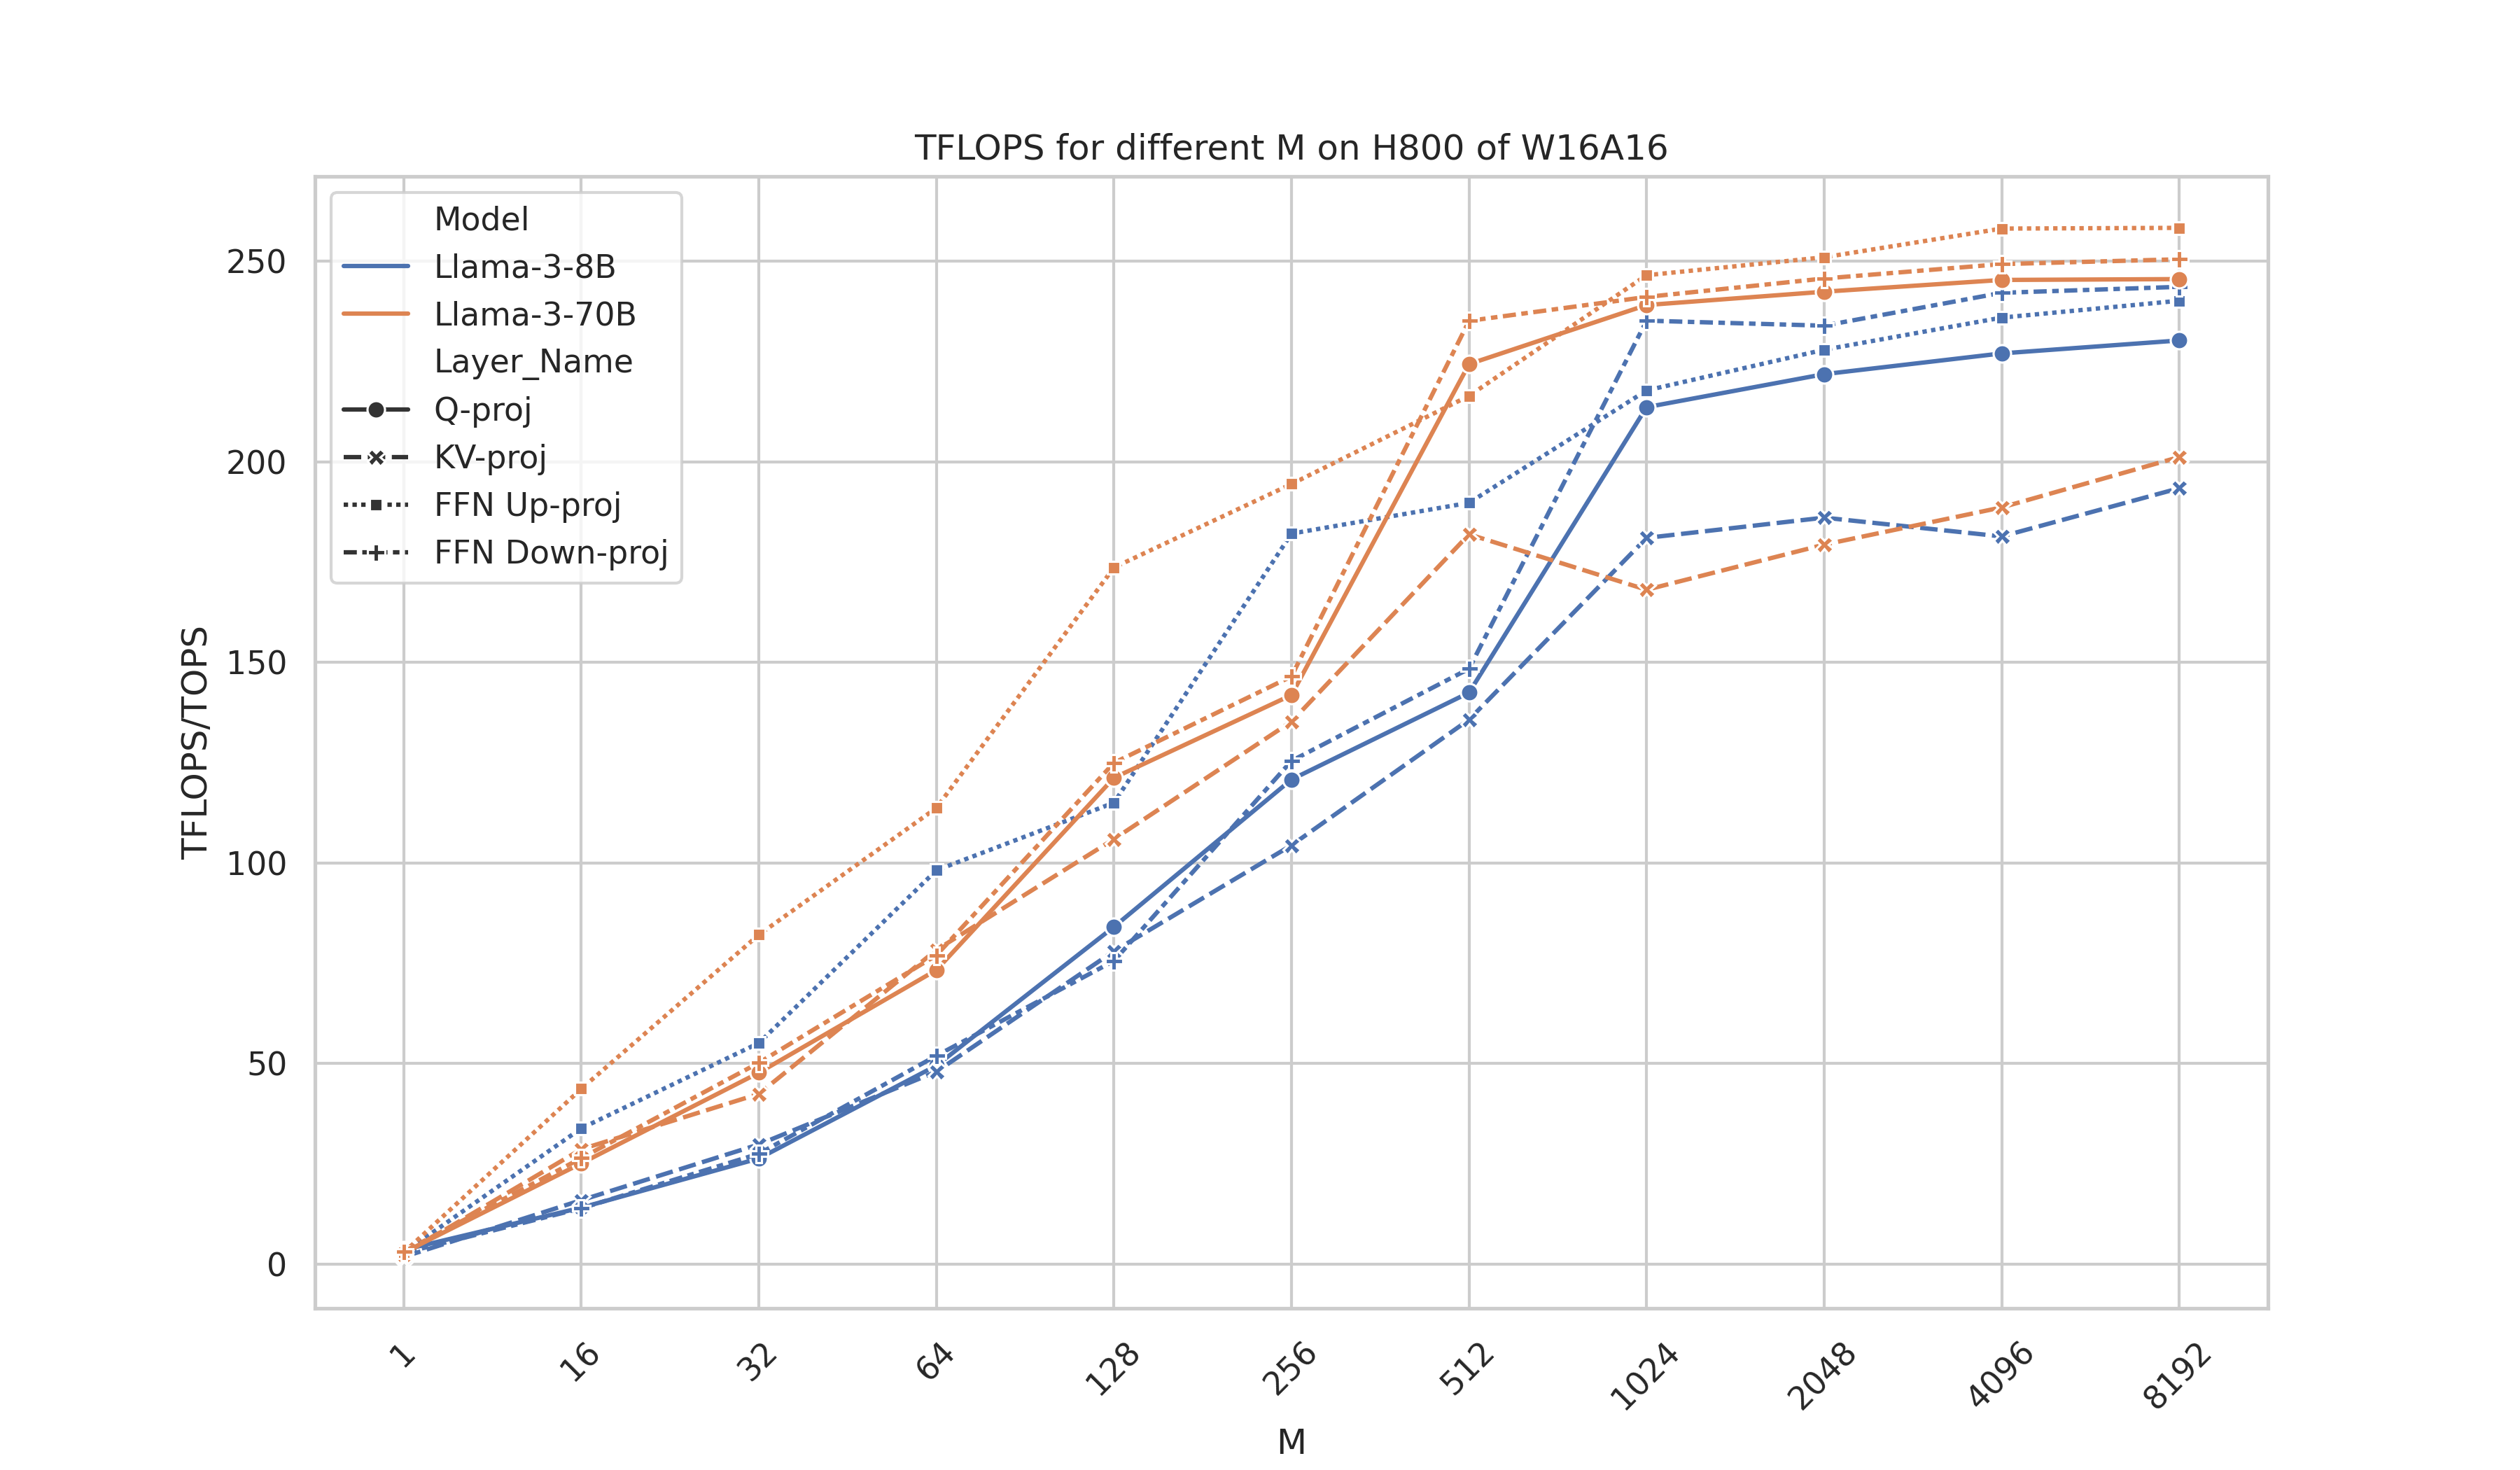 TFLOPS for different M on H800 of W16A16
Model
Llama-3-8B
Llama-3-70B
Layer_Name
Q-proj
KV-proj
FFN Up-proj
FFN Down-proj
TFLOPS/TOPS
250
200
150
100
50
0
1 16 32 64 128 256 512 1024 2048 4096 8192
M